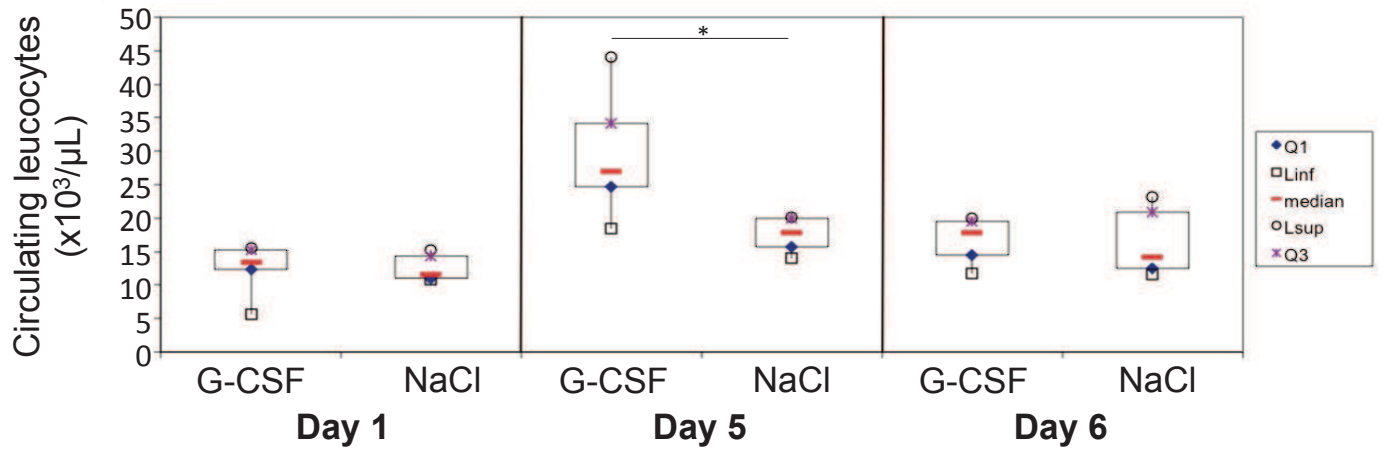 Circulating leucocytes
(x10³/µL)
50
45
40
35
30
25
20
15
10
5
0
*
G-CSF NaCl G-CSF NaCl G-CSF NaCl
Day 1 Day 5 Day 6
Q1
Linf
median
Lsup
Q3